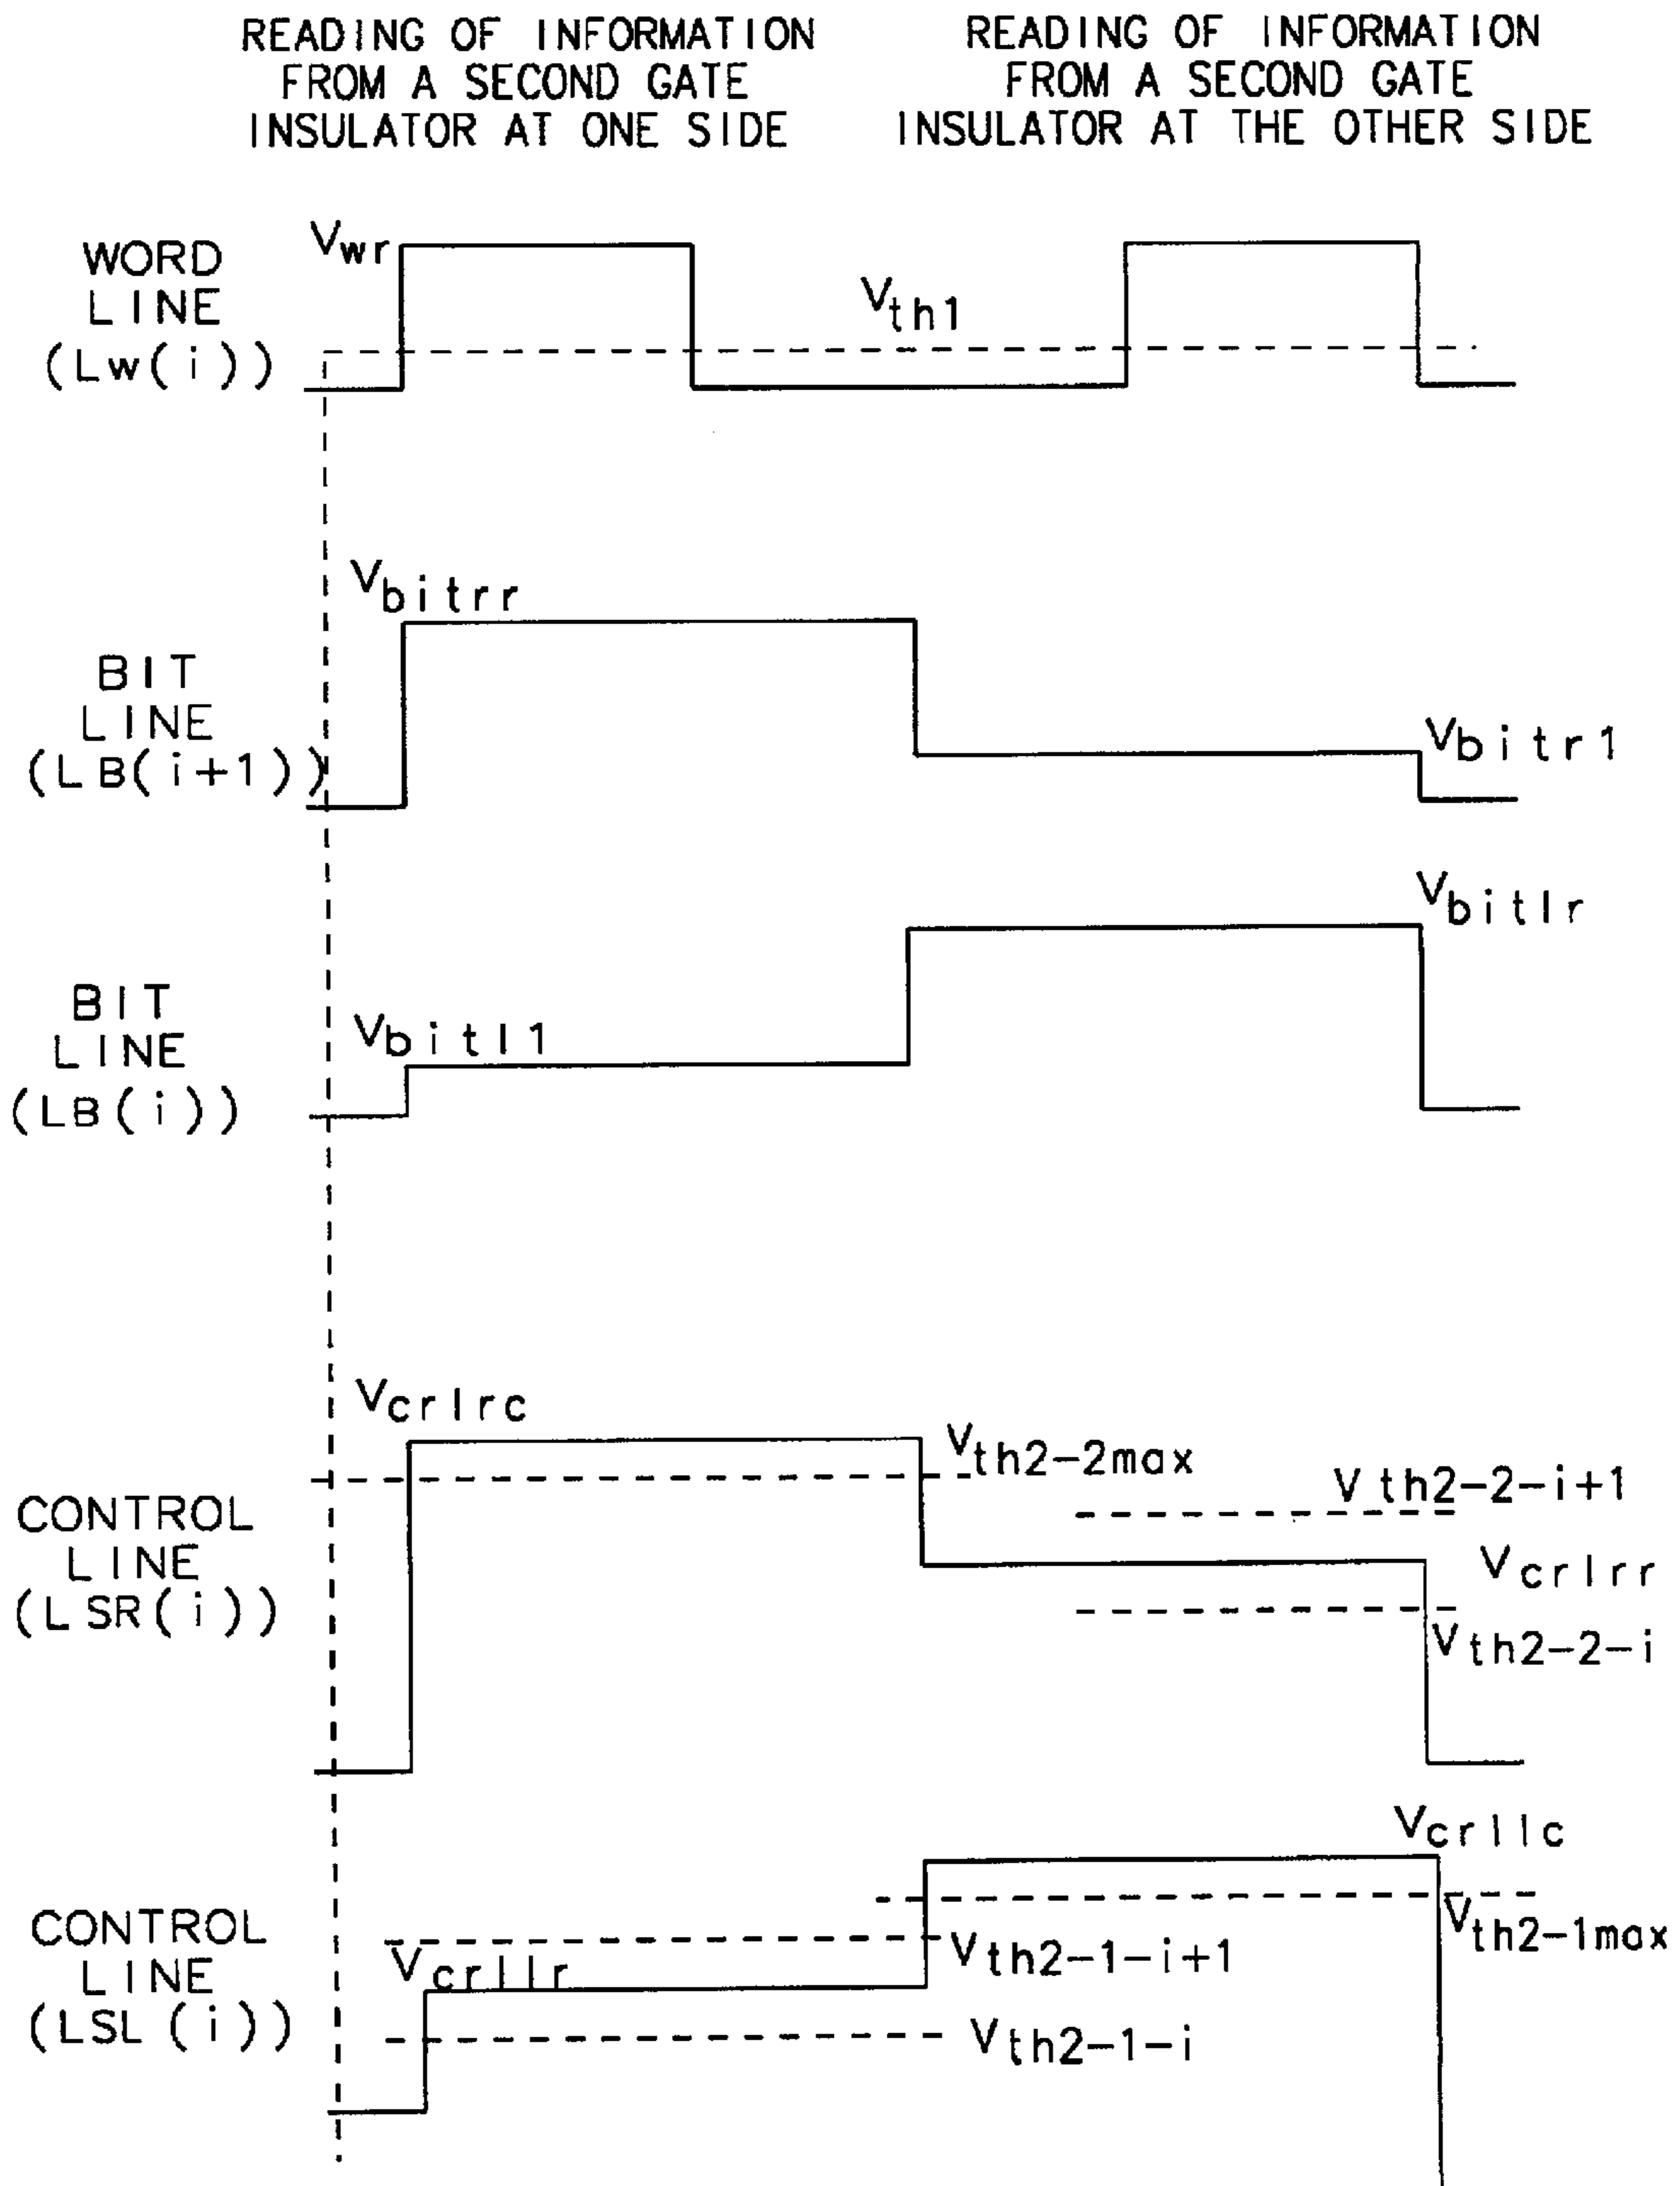 READING OF INFORMATION
FROM A SECOND GATE
INSULATOR AT ONE SIDE
READING OF INFORMATION
FROM A SECOND GATE
INSULATOR AT THE OTHER SIDE
WORD
LINE
(Lw(i))
Vwr
Vth1
BIT
LINE
(LB(i+1))
Vbitrr
Vbitr1
BIT
LINE
(LB(i))
Vbitl1
Vbitlr
CONTROL
LINE
(LSR(i))
Vcrlrc
Vth2-2max
Vth2-2-i+1
Vcrlrr
Vth2-2-i
CONTROL
LINE
(LSL(i))
Vcrllr
Vcrllc
Vth2-1max
Vth2-1-i+1
Vth2-1-i